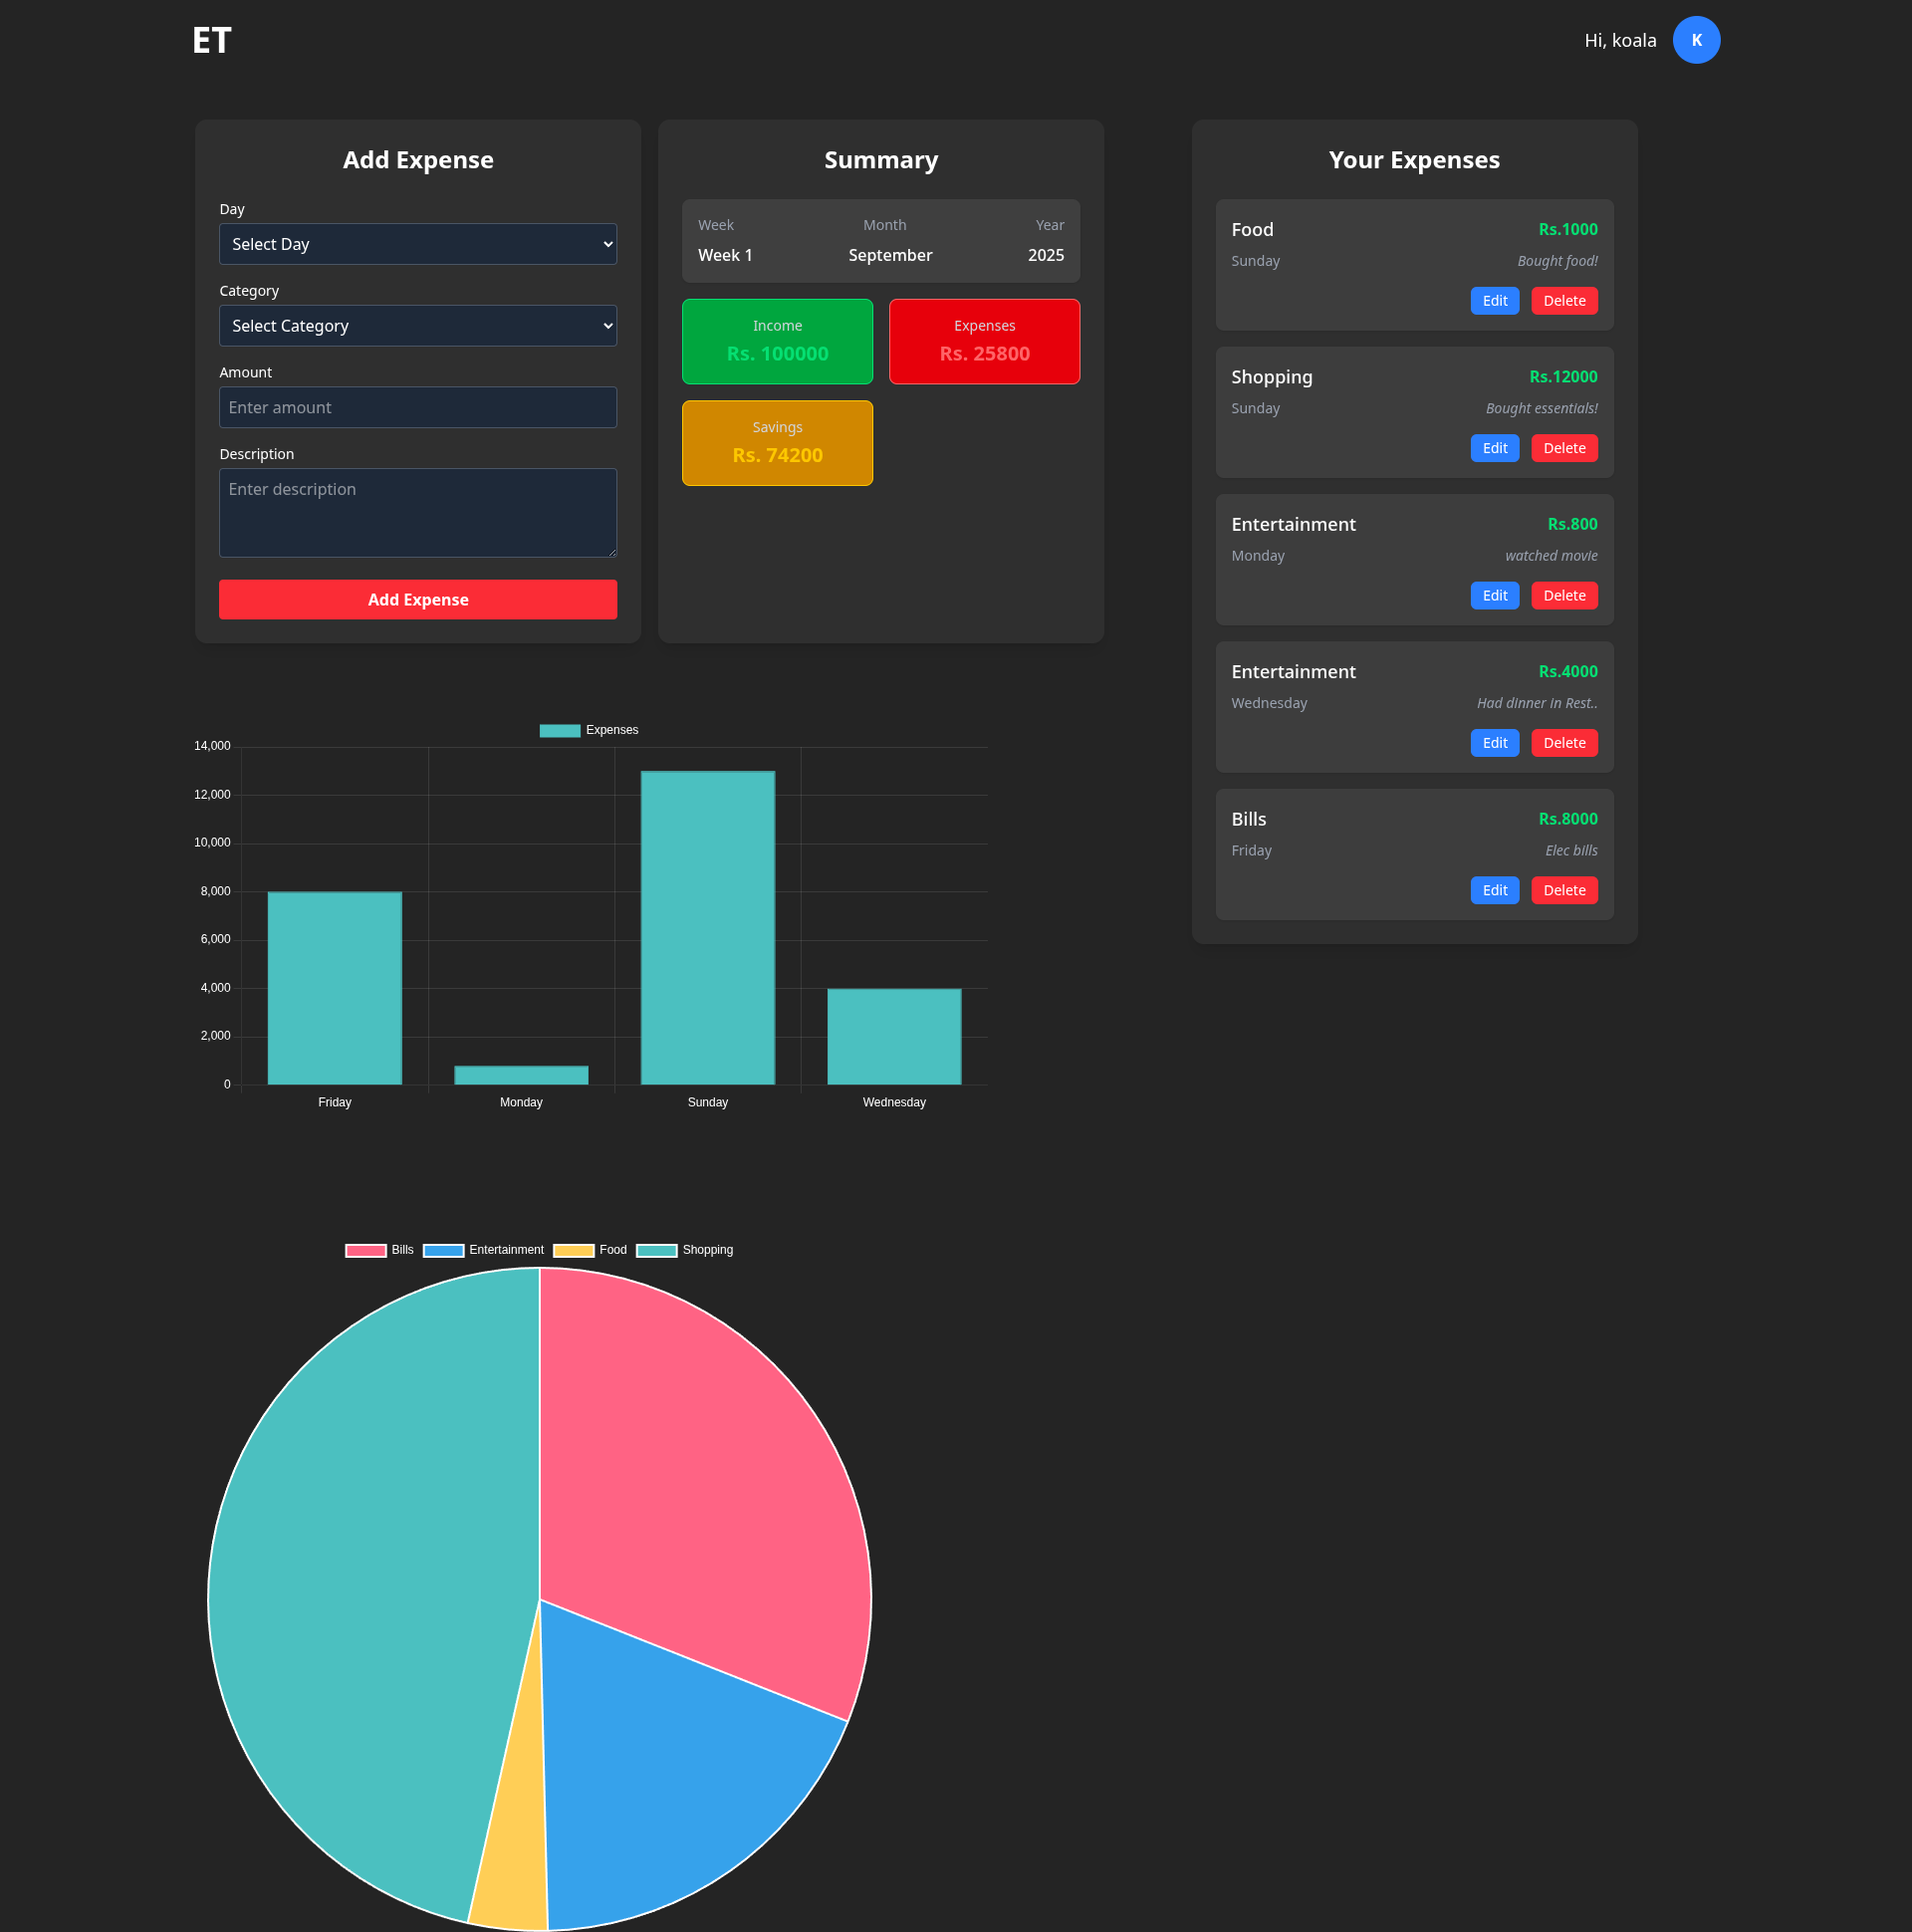 ET
Hi, koala K
Add Expense
Day
Select Day
Category
Select Category
Amount
Enter amount
Description
Enter description
Add Expense
Summary
Week Month Year
Week 1 September 2025
Income
Rs. 100000
Expenses
Rs. 25800
Savings
Rs. 74200
Your Expenses
Food Rs.1000
Sunday Bought food!
Edit Delete
Shopping Rs.12000
Sunday Bought essentials!
Edit Delete
Entertainment Rs.800
Monday watched movie
Edit Delete
Entertainment Rs.4000
Wednesday Had dinner in Rest..
Edit Delete
Bills Rs.8000
Friday Elec bills
Edit Delete
Expenses
14,000
12,000
10,000
8,000
6,000
4,000
2,000
0
Friday Monday Sunday Wednesday
Bills Entertainment Food Shopping